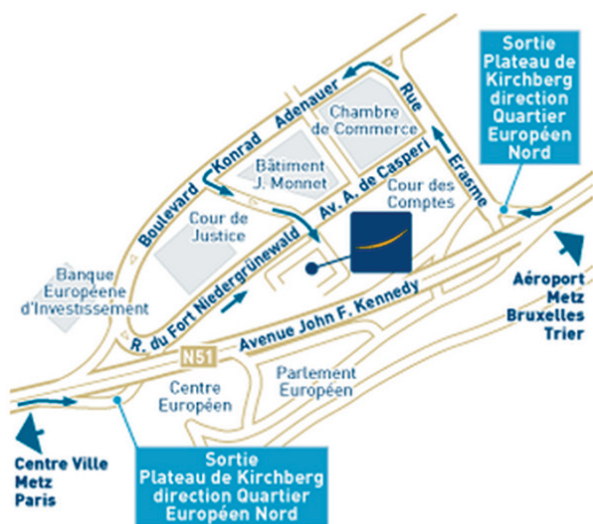 Sortie
Plateau de
Kirchberg
direction
Quartier
Européen
Nord
Rue
Erasme
Adenauer
Konrad
Boulevard
Chambre
de Commerce
Bâtiment
J. Monnet
Av. A. de Casperi
Cour des
Comptes
Cour de
Justice
R. du Fort Niedergrünewald
Banque
Européene
d'Investissement
Avenue John F. Kennedy
N51
Aéroport
Metz
Bruxelles
Trier
Centre
Européen
Parlement
Européen
Centre Ville
Metz
Paris
Sortie
Plateau de Kirchberg
direction Quartier
Européen Nord